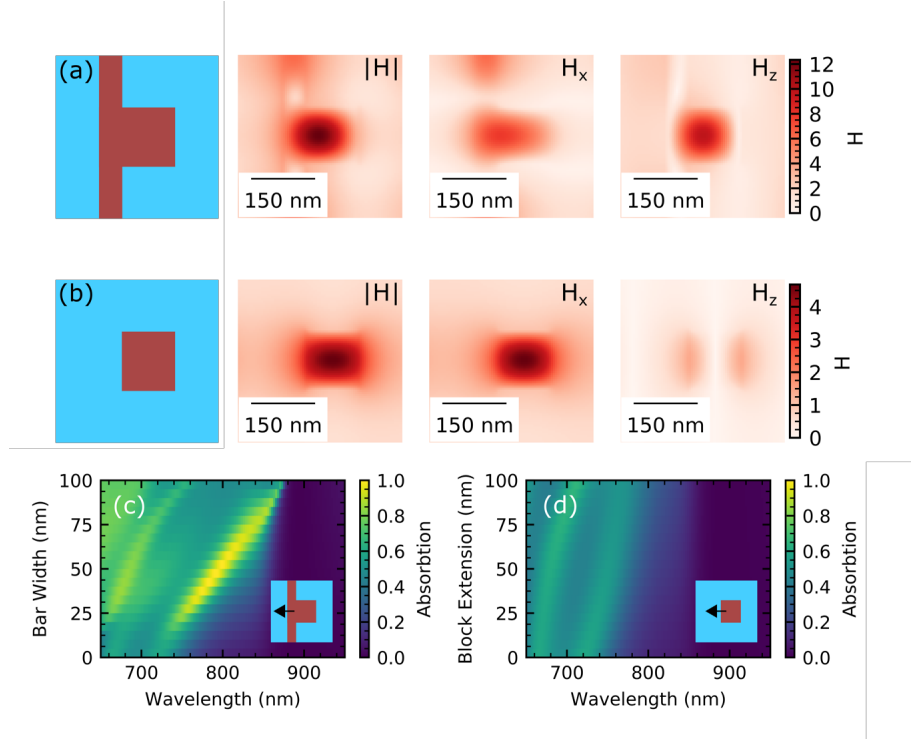 (a) |H| Hx Hz
12
10
8
6
4
2
0
H
150 nm 150 nm 150 nm
(b) |H| Hx Hz
4
3
2
1
0
H
150 nm 150 nm 150 nm
(c)
Bar Width (nm)
100
75
50
25
0
700 800 900
Wavelength (nm)
1.0
0.8
0.6
0.4
0.2
0.0
Absorbtion
(d)
Block Extension (nm)
100
75
50
25
0
700 800 900
Wavelength (nm)
1.0
0.8
0.6
0.4
0.2
0.0
Absorbtion